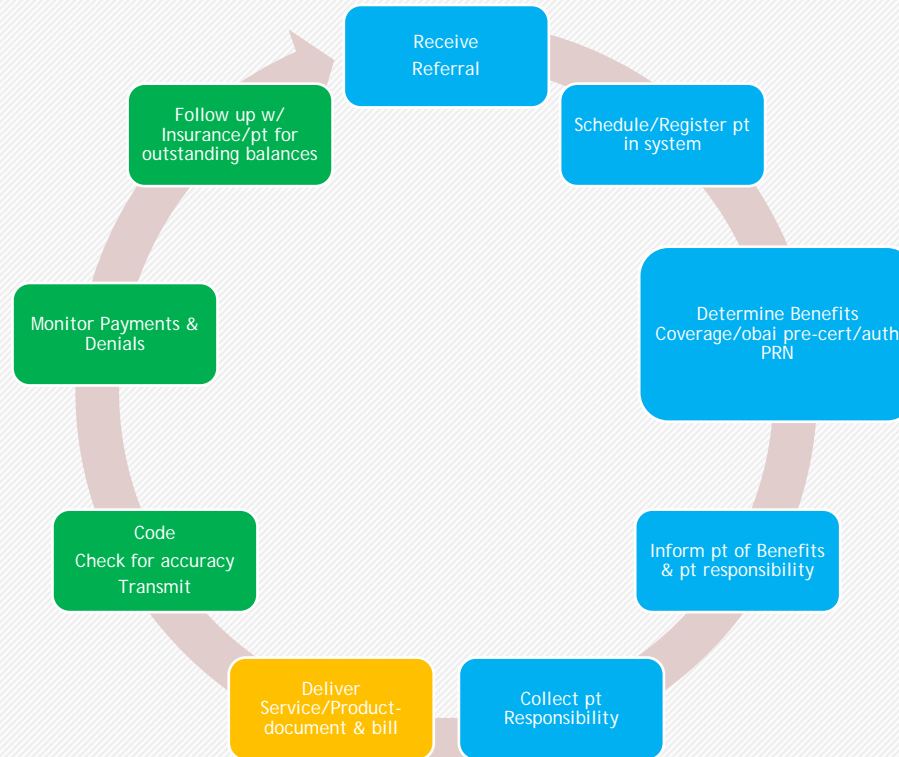 Receive
Referral
Schedule/Register pt
in system
Determine Benefits
Coverage/obai pre-cert/auth
PRN
Inform pt of Benefits
& pt responsibility
Collect pt
Responsibility
Deliver
Service/Product-
document & bill
Code
Check for accuracy
Transmit
Monitor Payments &
Denials
Follow up w/
Insurance/pt for
outstanding balances